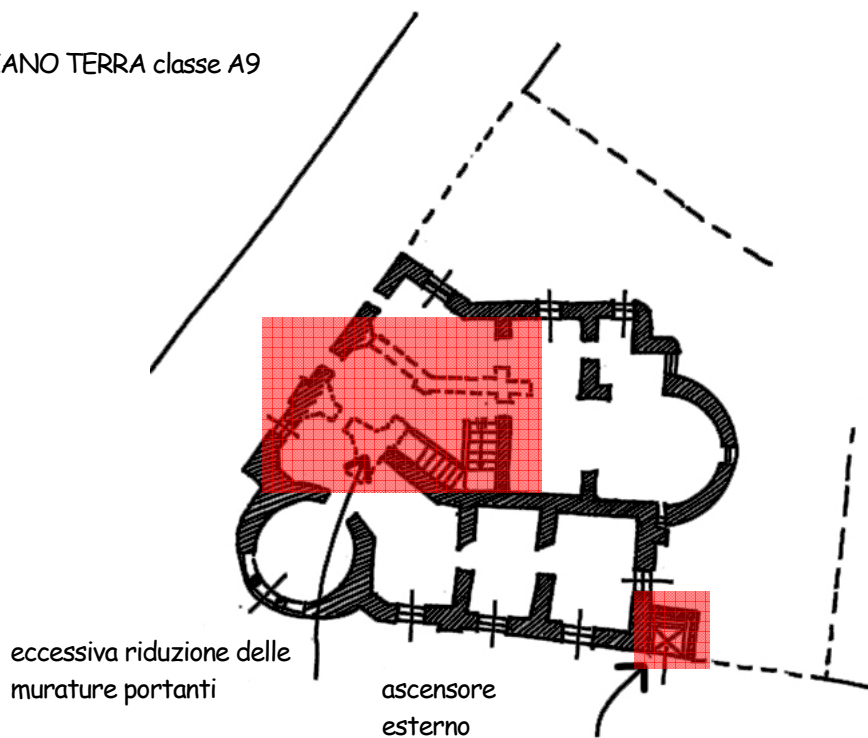 ANO TERRA classe A9
eccessiva riduzione delle
murature portanti
ascensore
esterno